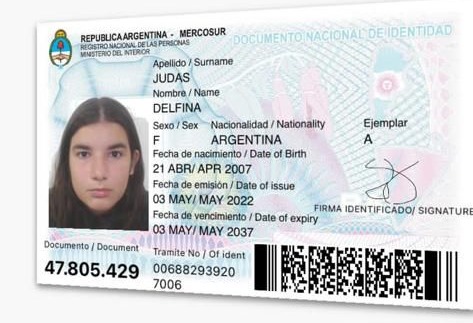 REPUBLICA ARGENTINA - MERCOSUR
REGISTRO NACIONAL DE LAS PERSONAS
MINISTERIO DEL INTERIOR
DOCUMENTO NACIONAL DE IDENTIDAD
Apellido / Surname
JUDAS
Nombre / Name
DELFINA
Sexo / Sex Nacionalidad / Nationality Ejemplar
F ARGENTINA A
Fecha de nacimiento / Date of Birth
21 ABR/ APR 2007
Fecha de emisión / Date of issue
03 MAY/ MAY 2022
FIRMA IDENTIFICADO/ SIGNATURE
Fecha de vencimiento / Date of expiry
03 MAY/ MAY 2037
Documento / Document
47.805.429
Tramite No / Of ident
00688293920
7006